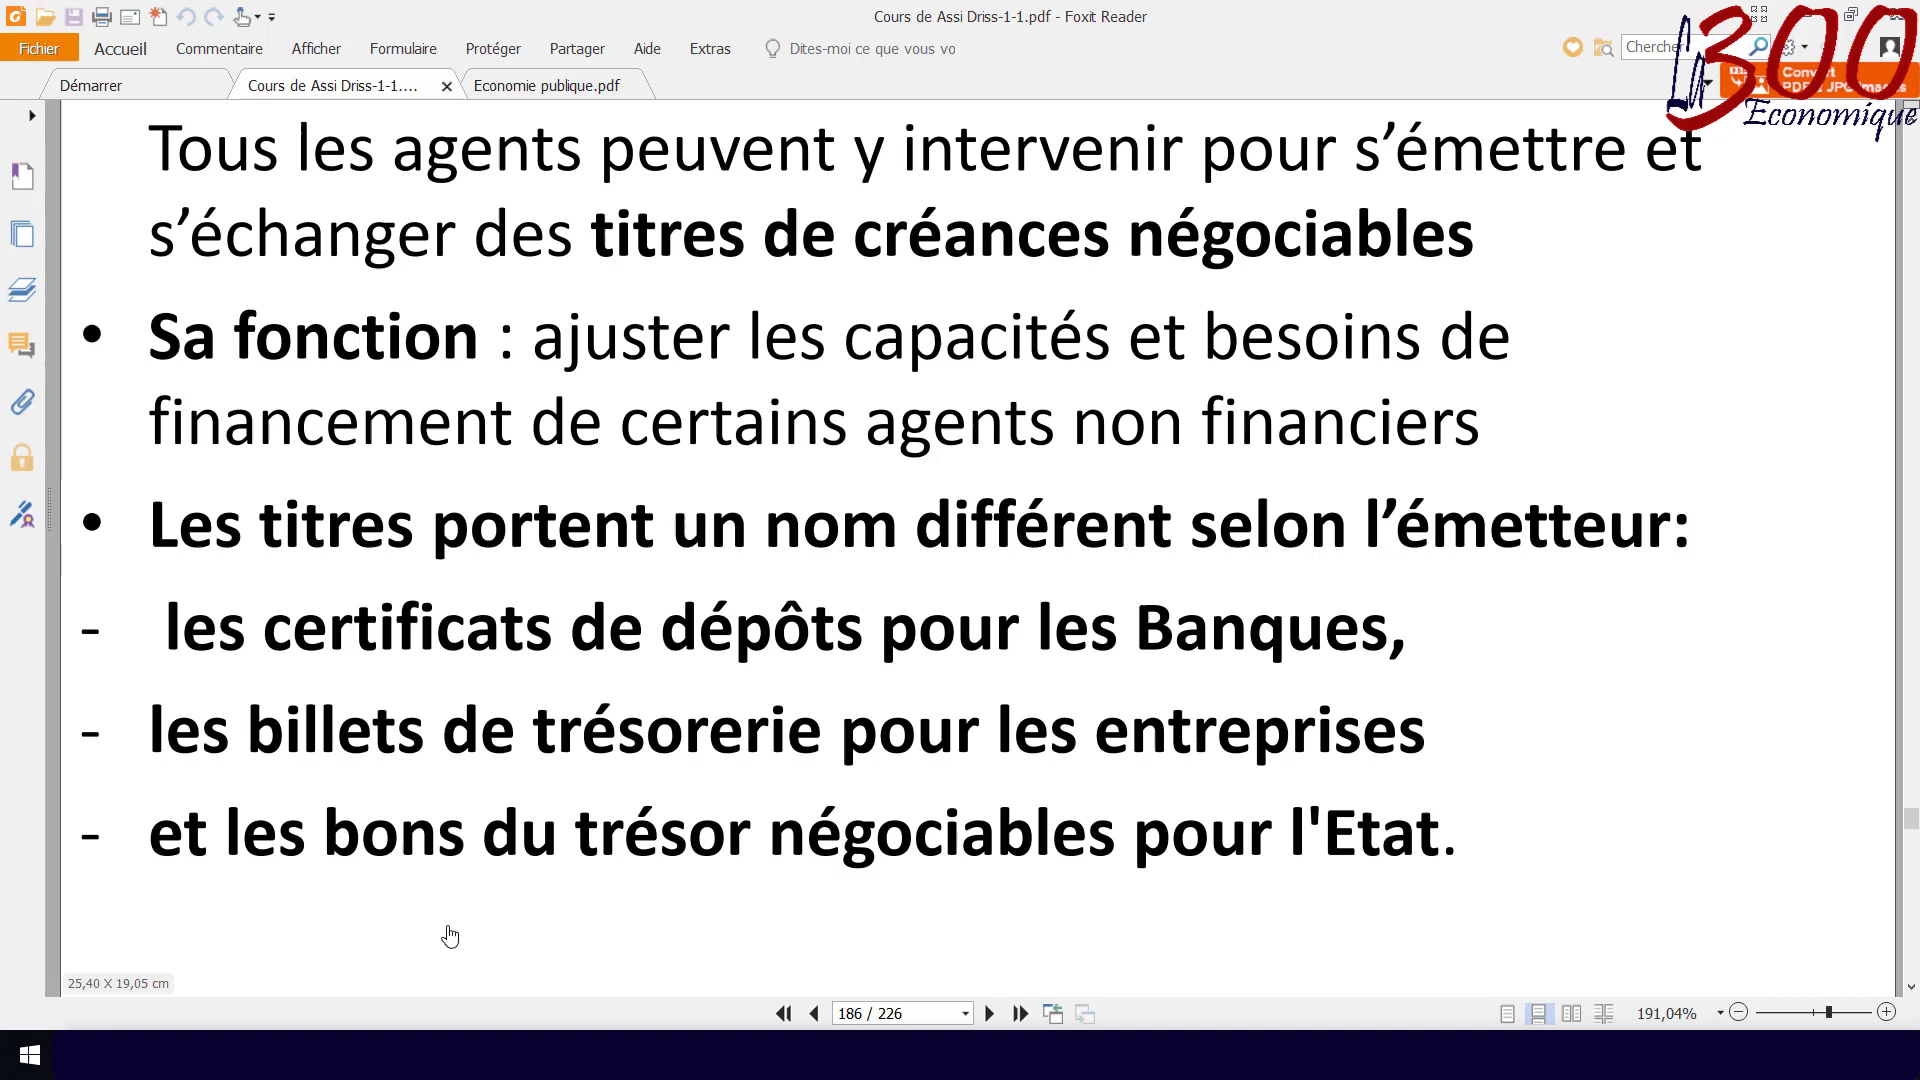 Cours de Assi Driss-1-1.pdf - Foxit Reader
Fichier Accueil Commentaire Afficher Formulaire Protéger Partager Aide Extras Dites-moi ce que vous vo
Cherche
La 300 Economique
Démarrer Cours de Assi Driss-1-1.... Economie publique.pdf
Tous les agents peuvent y intervenir pour s’émettre et
s’échanger des titres de créances négociables
• Sa fonction : ajuster les capacités et besoins de
financement de certains agents non financiers
• Les titres portent un nom différent selon l’émetteur:
- les certificats de dépôts pour les Banques,
- les billets de trésorerie pour les entreprises
- et les bons du trésor négociables pour l'Etat.
25,40 X 19,05 cm
186 / 226
191,04%